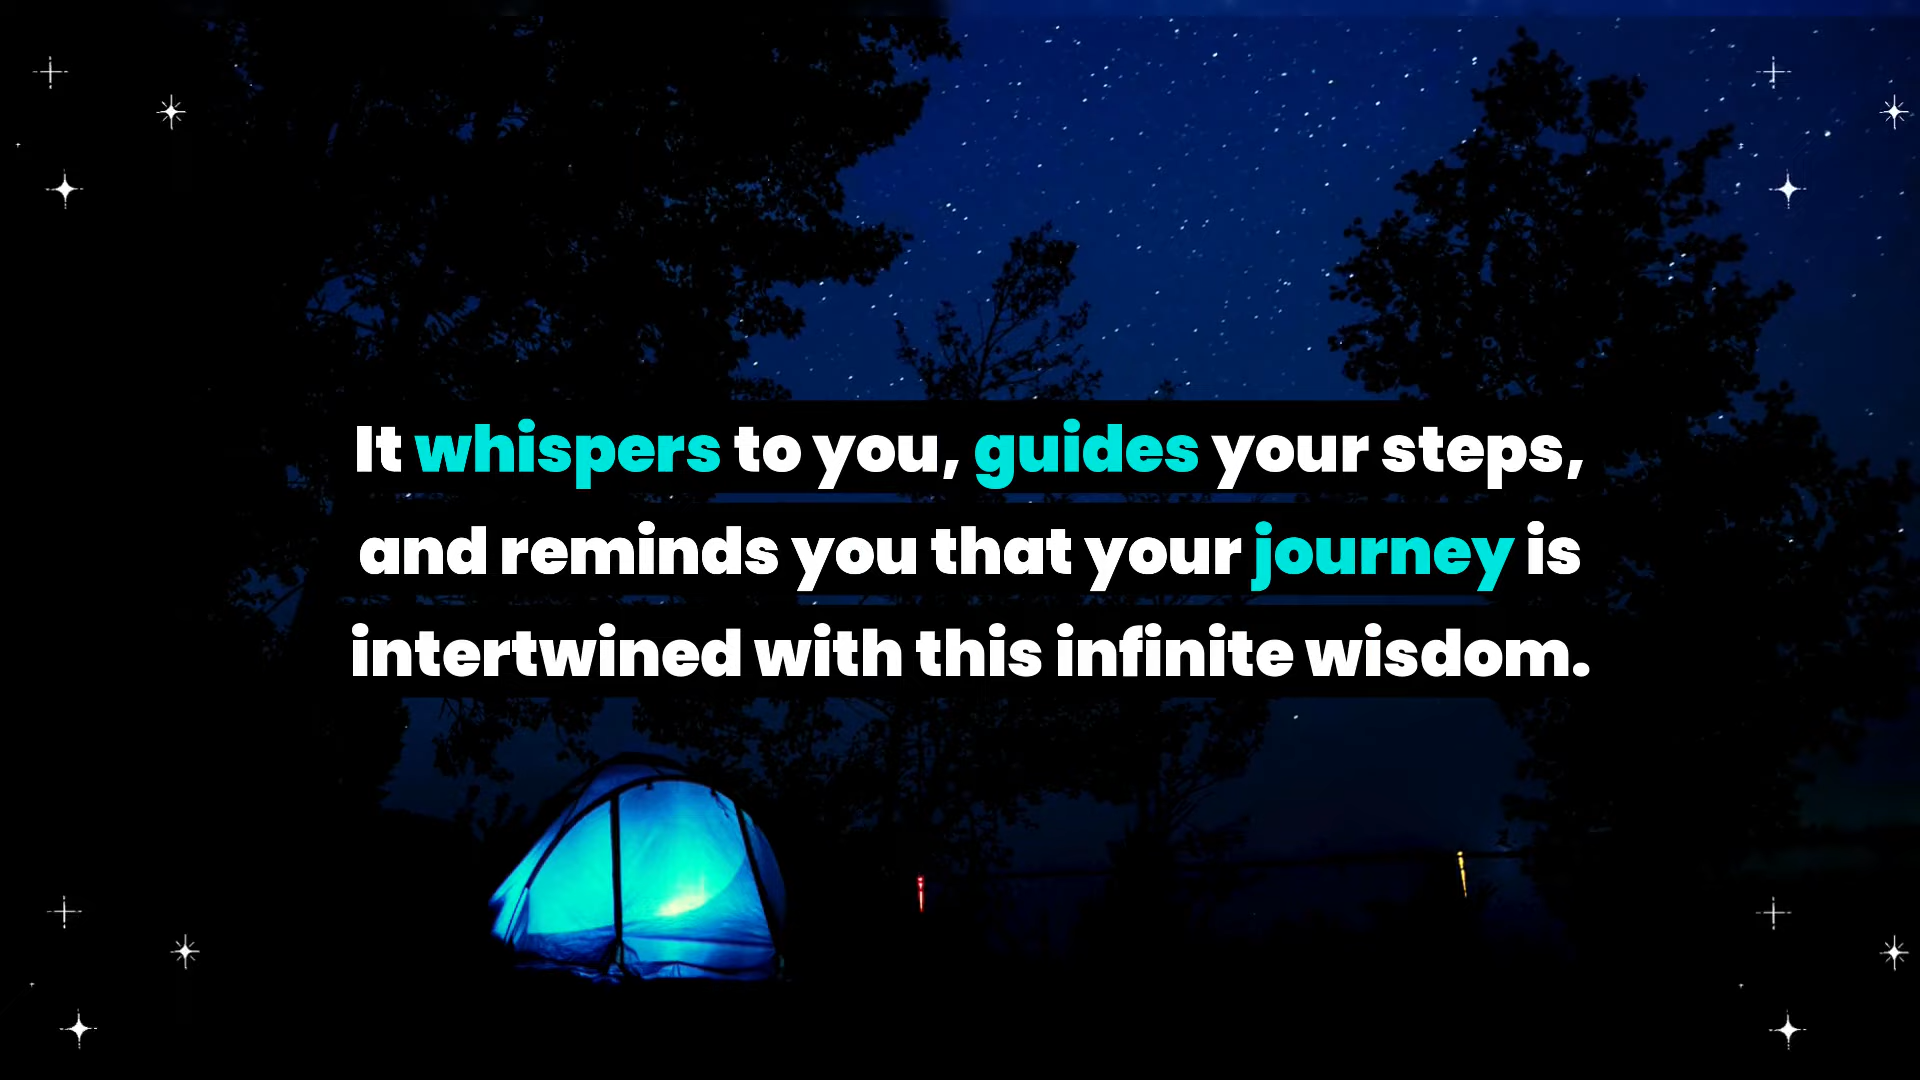 It whispers to you, guides your steps,
and reminds you that your journey is
intertwined with this infinite wisdom.